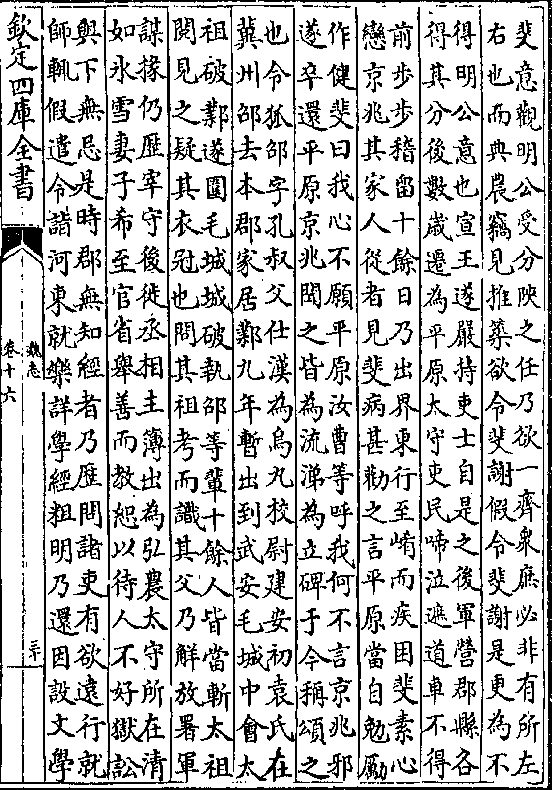 斐意觀明公受分陜之任乃欲一齊衆庶必非有所左
右也而典農竊見推築欲令斐謝假令斐謝是更為不
得明公意也宣王遂嚴持吏士自是之後軍營郡縣各
得其分後數歲遷為平原太守吏民啼泣遮道車不得
前步步稽留十餘日乃出界東行至崤而疾困斐素心
戀京兆其家人從者見斐病甚勸之言平原當自勉勵
作健斐曰我心不願平原汝曹等呼我何不言京兆邪
遂卒還平原京兆聞之皆為流涕為立碑于今稱頌之
也令狐邵字孔叔父仕漢為烏丸校尉建安初袁氏在
冀州邵去本郡家居鄴九年暫出到武安毛城中會太
祖破鄴遂圍毛城城破執邵等輩十餘人皆當斬太祖
閱見之疑其衣冠也問其祖考而識其父乃解放署軍
謀掾仍歷宰守後徙丞相主簿出為弘農太守所在清
如氷雪妻子希至官省舉善而教恕以待人不好獄訟
與下無忌是時郡無知經者乃歴問諸吏有欲遠行就
師輒假遣令詣河東就樂詳學經粗明乃還因設文學
欽定四庫全書
魏志
卷十六
三十